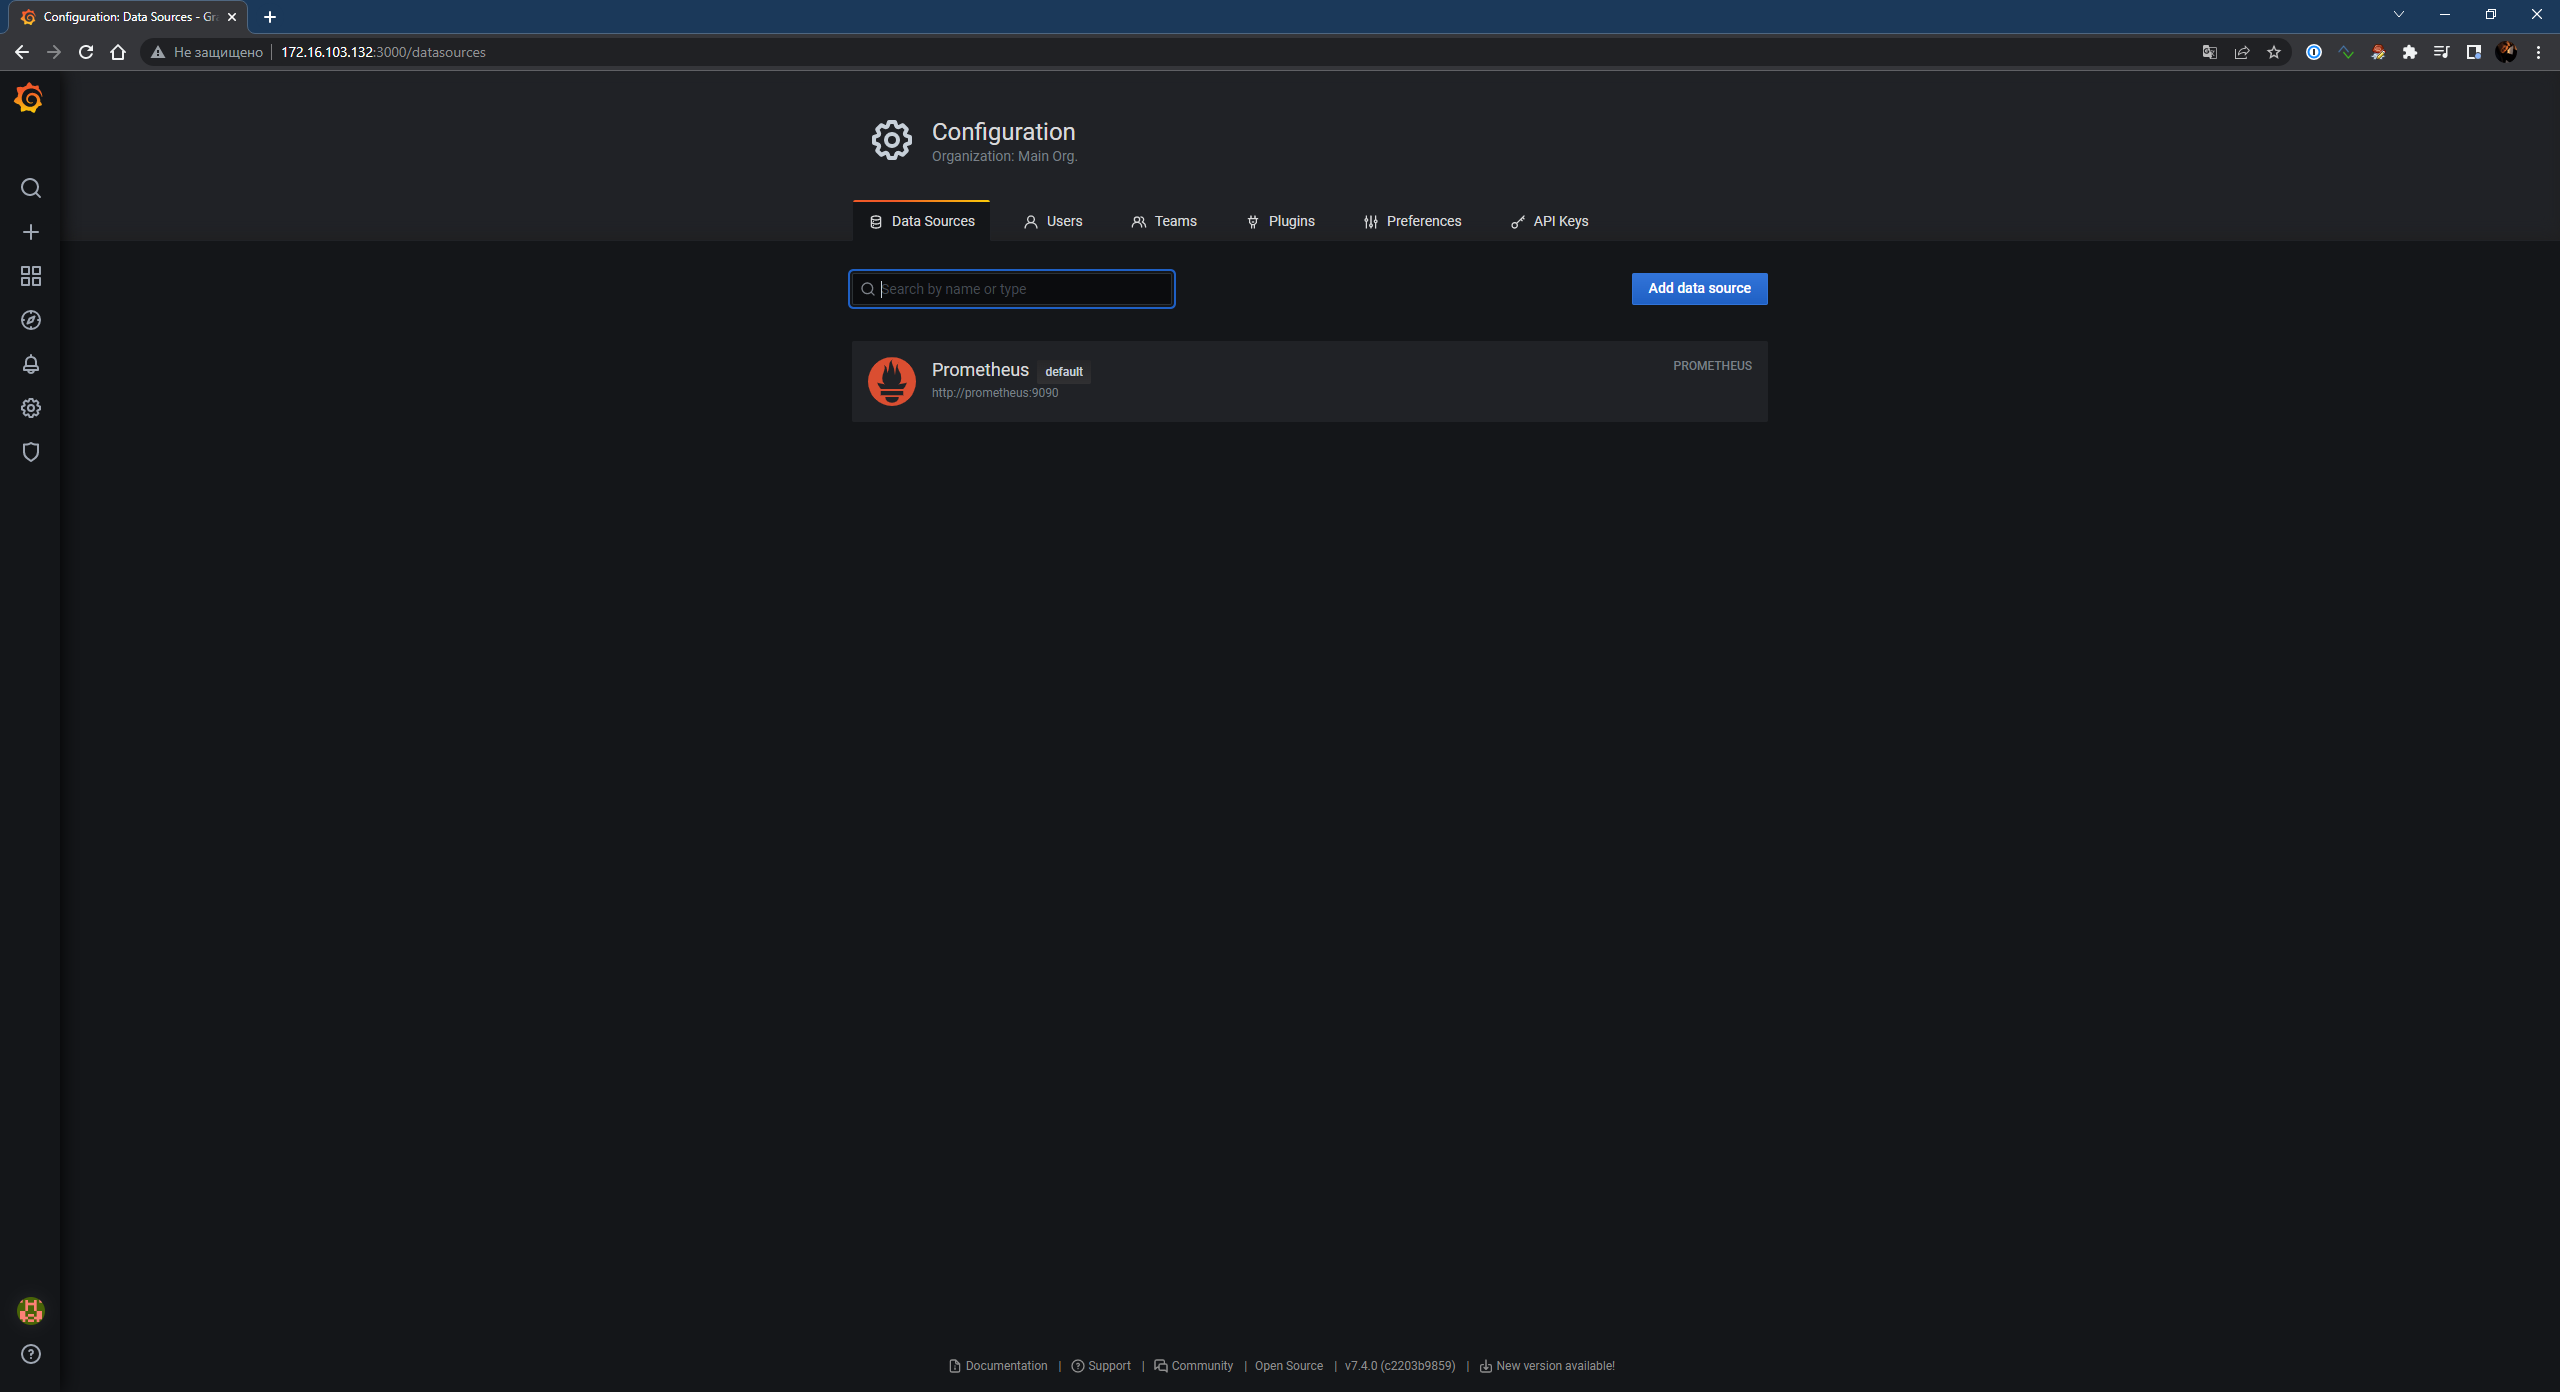 Configuration: Data Sources - Gr
Не защищено
172.16.103.132:3000/datasources
Configuration
Organization: Main Org.
Data Sources
Users
Teams
Plugins
Preferences
API Keys
Search by name or type
Add data source
Prometheus default
PROMETHEUS
http://prometheus:9090
Documentation | Support | Community | Open Source | v7.4.0 (c2203b9859) | New version available!